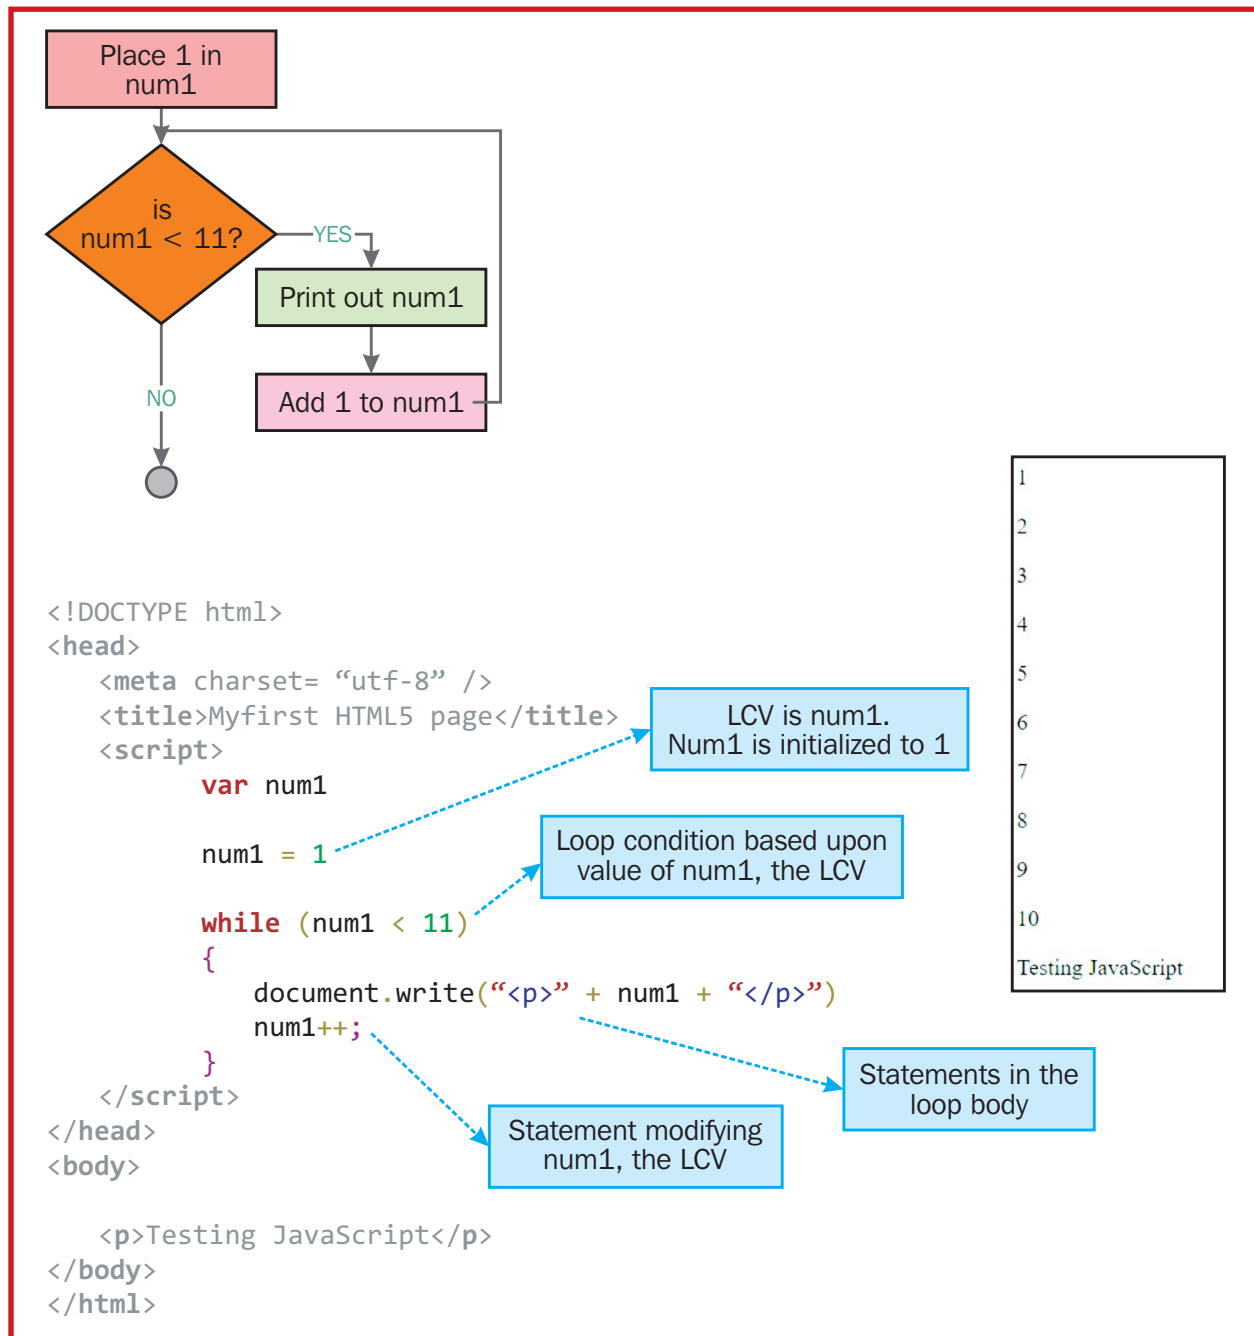 Place 1 in
num1
is
num1 < 11?
YES
Print out num1
Add 1 to num1
NO
1
2
3
4
5
6
7
8
9
10
Testing JavaScript
<!DOCTYPE html>
<head>
<meta charset= “utf-8” />
<title>Myfirst HTML5 page</title>
<script>
var num1
num1 = 1
while (num1 < 11)
{
document.write(“<p>” + num1 + “</p>”)
num1++;
}
</script>
</head>
<body>
<p>Testing JavaScript</p>
</body>
</html>
LCV is num1.
Num1 is initialized to 1
Loop condition based upon
value of num1, the LCV
Statements in the
loop body
Statement modifying
num1, the LCV